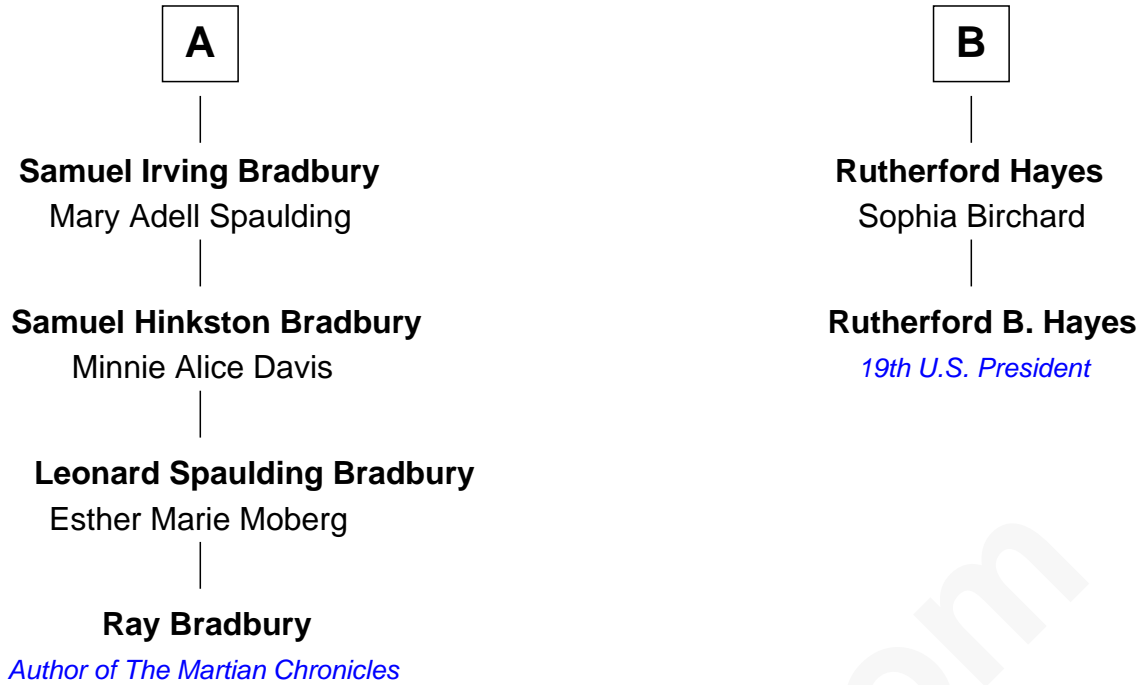 A
Samuel Irving Bradbury
Mary Adell Spaulding
Samuel Hinkston Bradbury
Minnie Alice Davis
Leonard Spaulding Bradbury
Esther Marie Moberg
Ray Bradbury
Author of The Martian Chronicles
B
Rutherford Hayes
Sophia Birchard
Rutherford B. Hayes
19th U.S. President
om